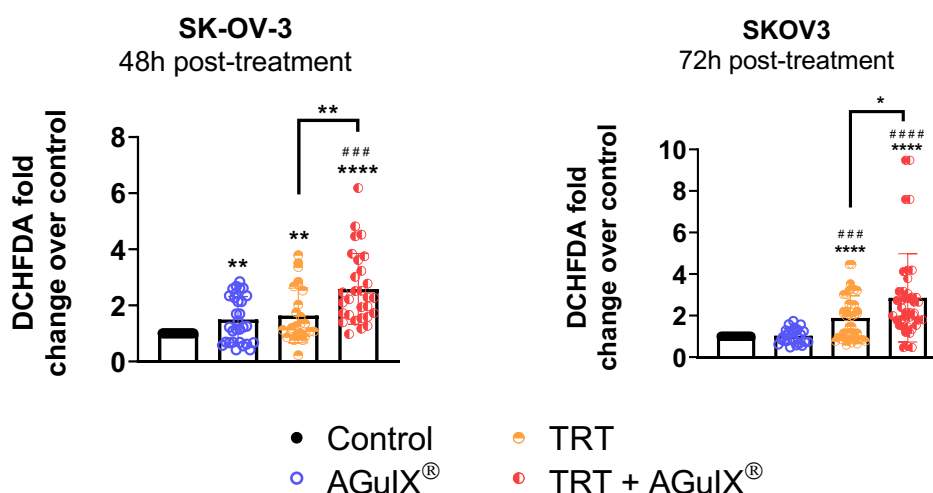 SK-OV-3
48h post-treatment
DCHFDA fold
change over control
8
6
4
2
0
**
**
**
###
****
SKOV3
72h post-treatment
DCHFDA fold
change over control
10
8
6
4
2
0
*
###
****
####
****
Control
AGuIX®
TRT
TRT + AGuIX®